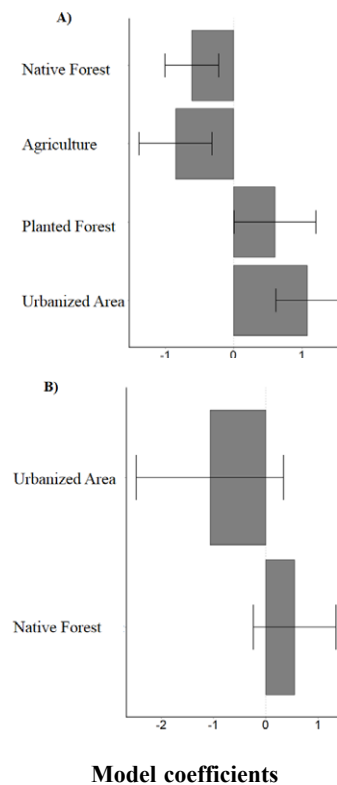 A)
Native Forest
Agriculture
Planted Forest
Urbanized Area
-1 0 1
B)
Urbanized Area
Native Forest
-2 -1 0 1
Model coefficients